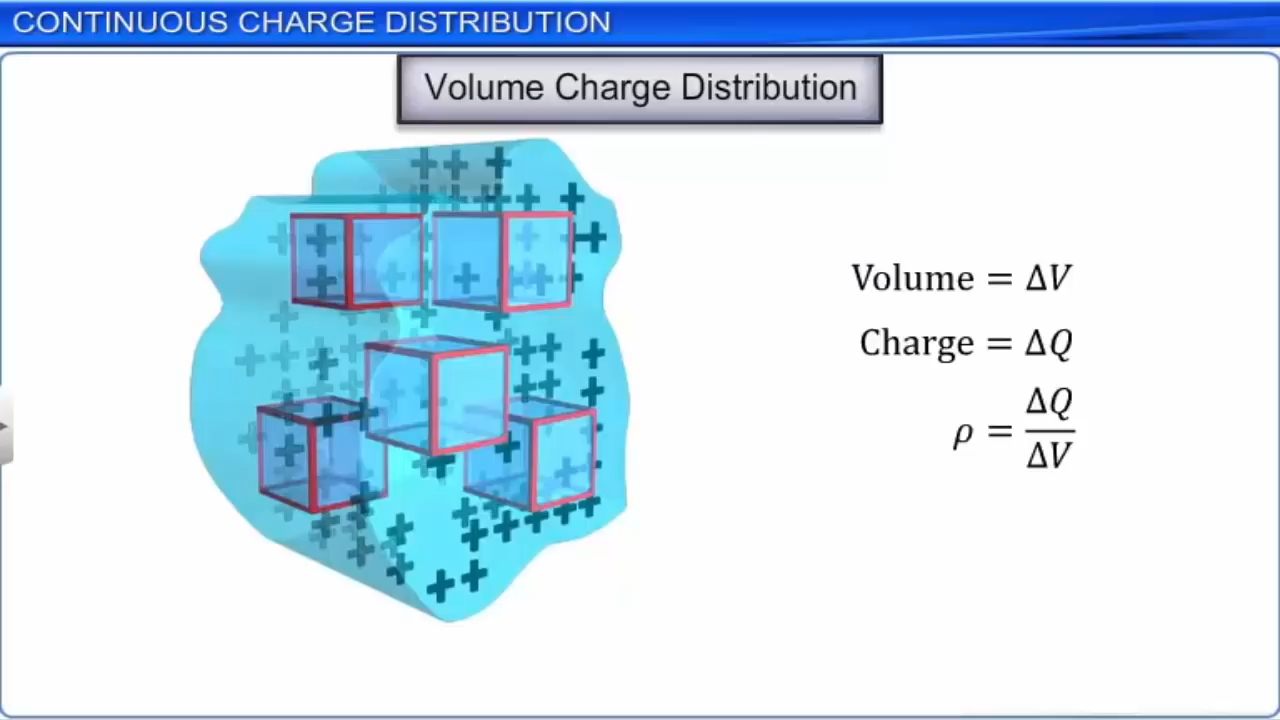 CONTINUOUS CHARGE DISTRIBUTION
Volume Charge Distribution
Volume = ΔV
Charge = ΔQ
ρ = ΔQ/ΔV